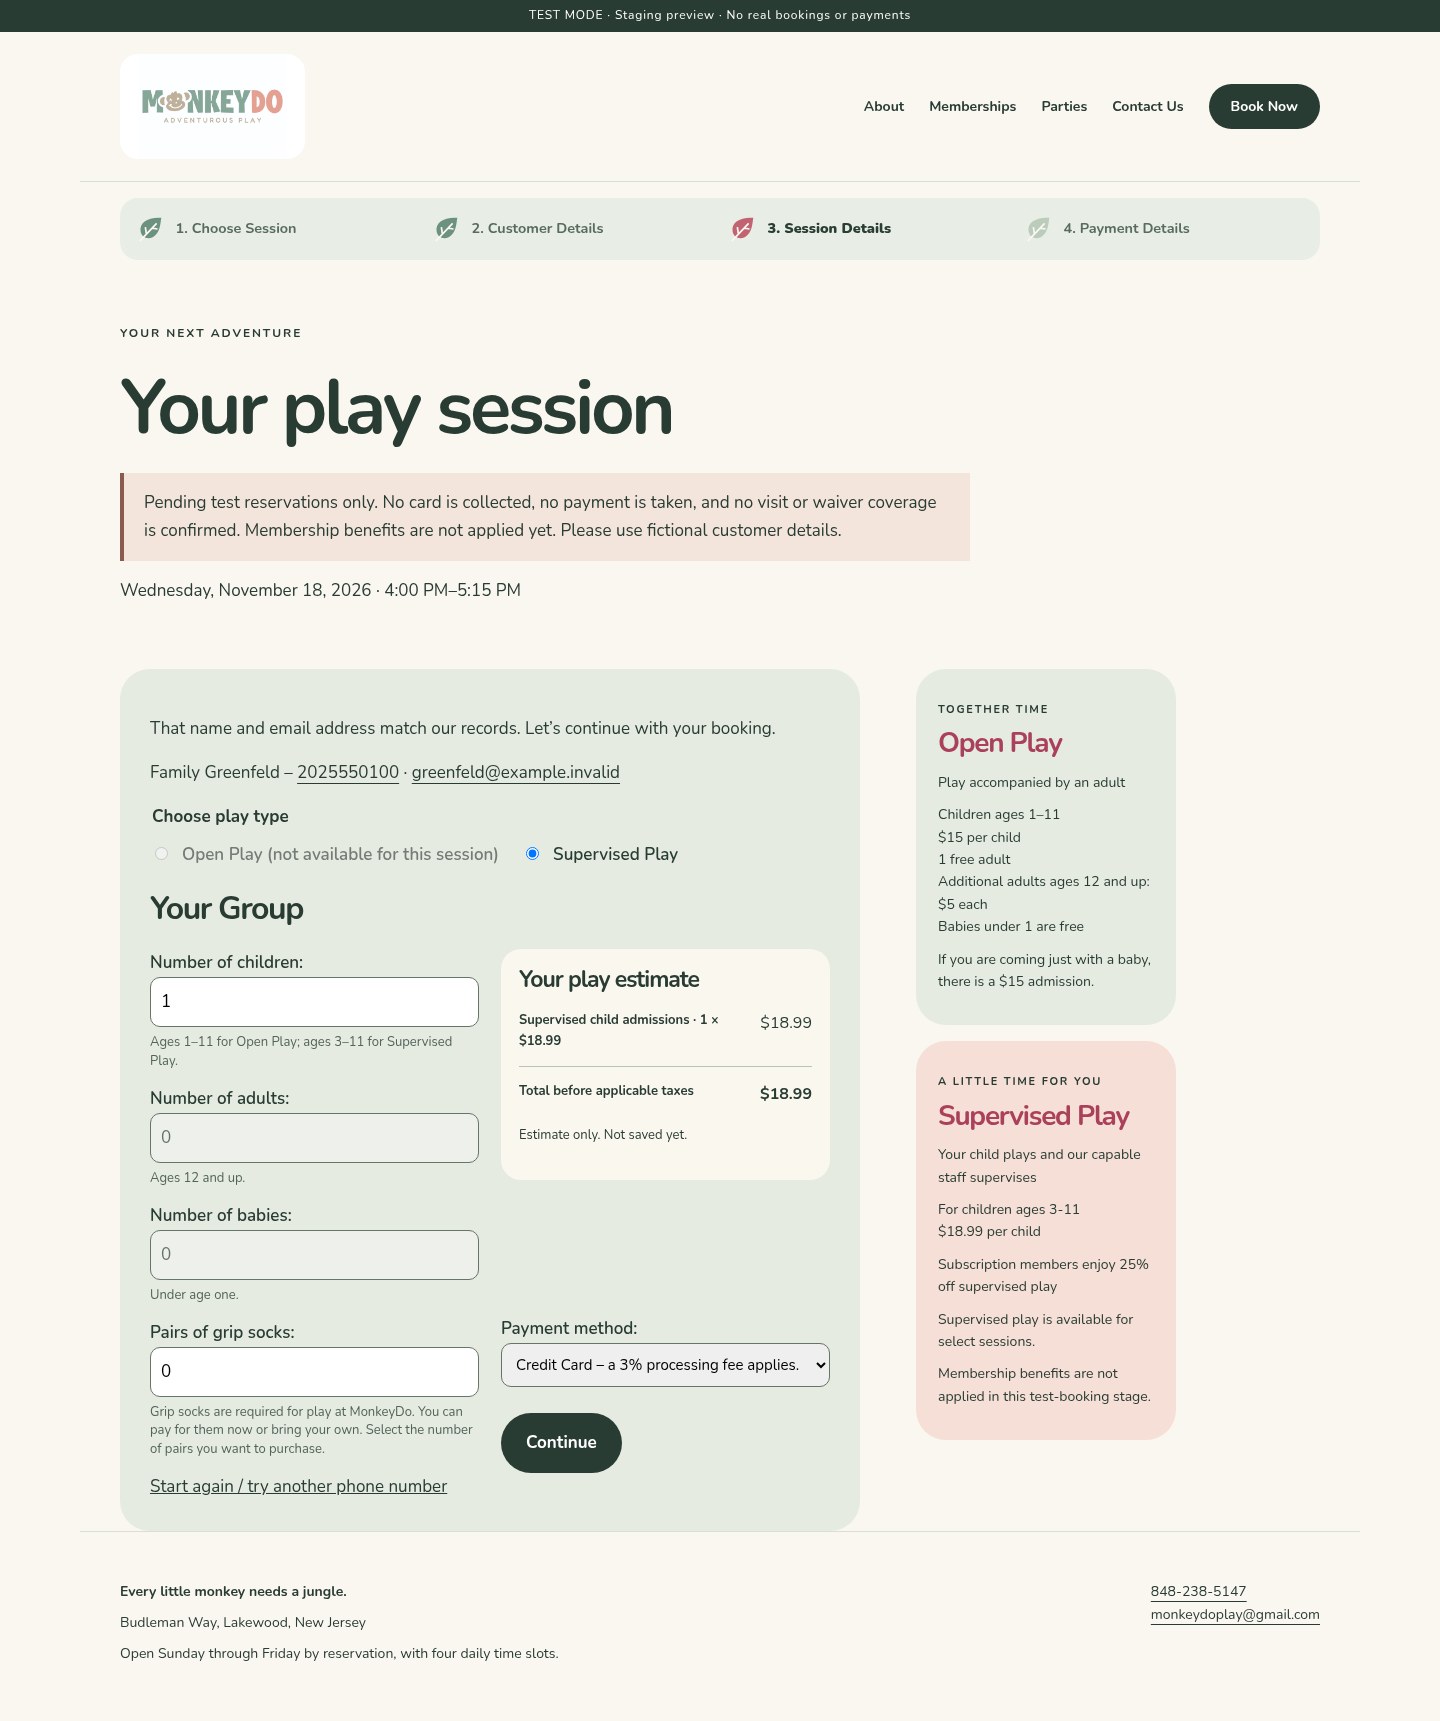 TEST MODE · Staging preview · No real bookings or payments
MONKEYDO
ADVENTUROUS PLAY
About
Memberships
Parties
Contact Us
Book Now
1. Choose Session
2. Customer Details
3. Session Details
4. Payment Details
YOUR NEXT ADVENTURE
Your play session
Pending test reservations only. No card is collected, no payment is taken, and no visit or waiver coverage
is confirmed. Membership benefits are not applied yet. Please use fictional customer details.
Wednesday, November 18, 2026 · 4:00 PM–5:15 PM
That name and email address match our records. Let’s continue with your booking.
Family Greenfeld – 2025550100 · greenfeld@example.invalid
Choose play type
Open Play (not available for this session)
Supervised Play
Your Group
Number of children:
1
Ages 1–11 for Open Play; ages 3–11 for Supervised
Play.
Number of adults:
0
Ages 12 and up.
Number of babies:
0
Under age one.
Pairs of grip socks:
0
Grip socks are required for play at MonkeyDo. You can
pay for them now or bring your own. Select the number
of pairs you want to purchase.
Start again / try another phone number
Your play estimate
Supervised child admissions · 1 ×
$18.99
$18.99
Total before applicable taxes
$18.99
Estimate only. Not saved yet.
Payment method:
Credit Card – a 3% processing fee applies.
Continue
TOGETHER TIME
Open Play
Play accompanied by an adult
Children ages 1–11
$15 per child
1 free adult
Additional adults ages 12 and up:
$5 each
Babies under 1 are free
If you are coming just with a baby,
there is a $15 admission.
A LITTLE TIME FOR YOU
Supervised Play
Your child plays and our capable
staff supervises
For children ages 3-11
$18.99 per child
Subscription members enjoy 25%
off supervised play
Supervised play is available for
select sessions.
Membership benefits are not
applied in this test-booking stage.
Every little monkey needs a jungle.
Budleman Way, Lakewood, New Jersey
Open Sunday through Friday by reservation, with four daily time slots.
848-238-5147
monkeydoplay@gmail.com